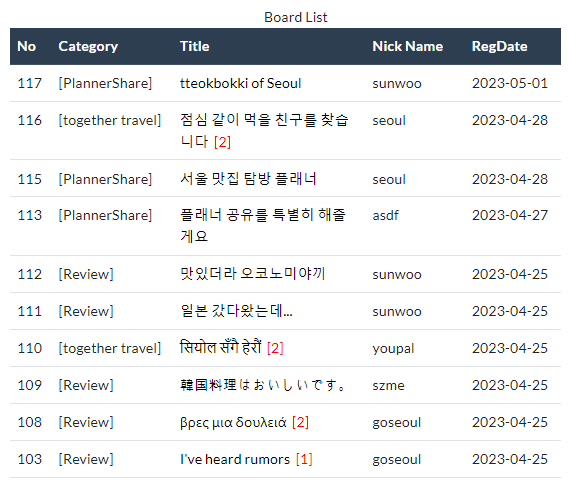 Board List
No Category Title Nick Name RegDate
117 [PlannerShare] tteokbokki of Seoul sunwoo 2023-05-01
116 [together travel] 점심 같이 먹을 친구를 찾습 seoul 2023-04-28
니다 [2]
115 [PlannerShare] 서울 맛집 탐방 플래너 seoul 2023-04-28
113 [PlannerShare] 플래너 공유를 특별히 해줄 asdf 2023-04-27
게요
112 [Review] 맛있더라 오코노미야끼 sunwoo 2023-04-25
111 [Review] 일본 갔다왔는데... sunwoo 2023-04-25
110 [together travel] सियोल सँगै हेरौं [2] youpal 2023-04-25
109 [Review] 韓国料理はおいしいです。 szme 2023-04-25
108 [Review] βρες μια δουλειά [2] goseoul 2023-04-25
103 [Review] I've heard rumors [1] goseoul 2023-04-25